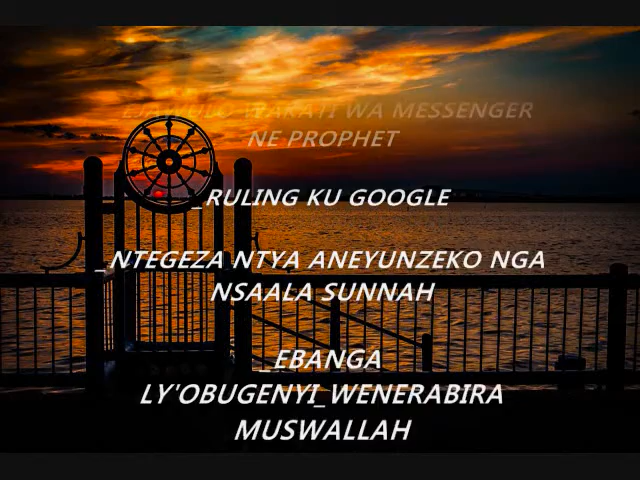 WAKATI WA MESSENGER
NE PROPHET
_RULING KU GOOGLE
_NTEGEZA NTYA ANEYUNZEKO NGA
NSAALA SUNNAH
_EBANGA
LY'OBUGENYI_WENERABIRA
MUSWALLAH